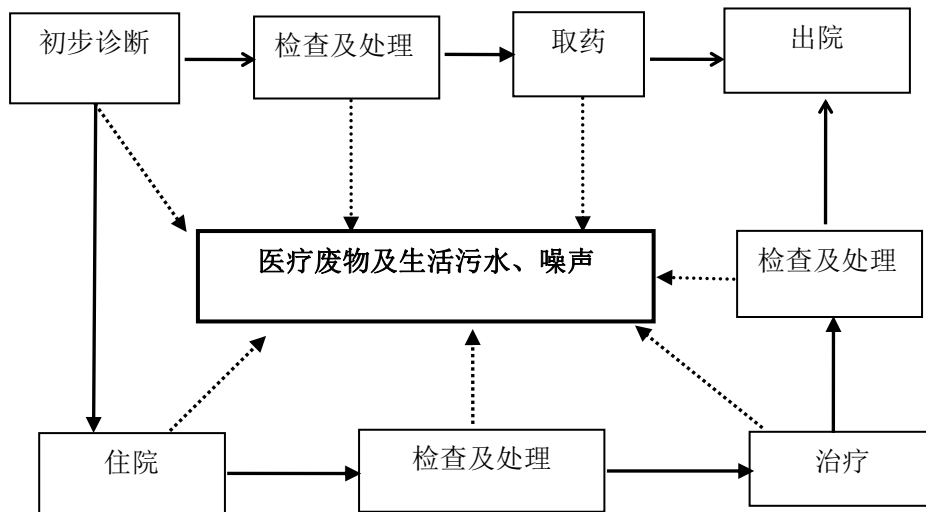 初步诊断
检查及处理
取药
出院
医疗废物及生活污水、噪声
检查及处理
住院
检查及处理
治疗